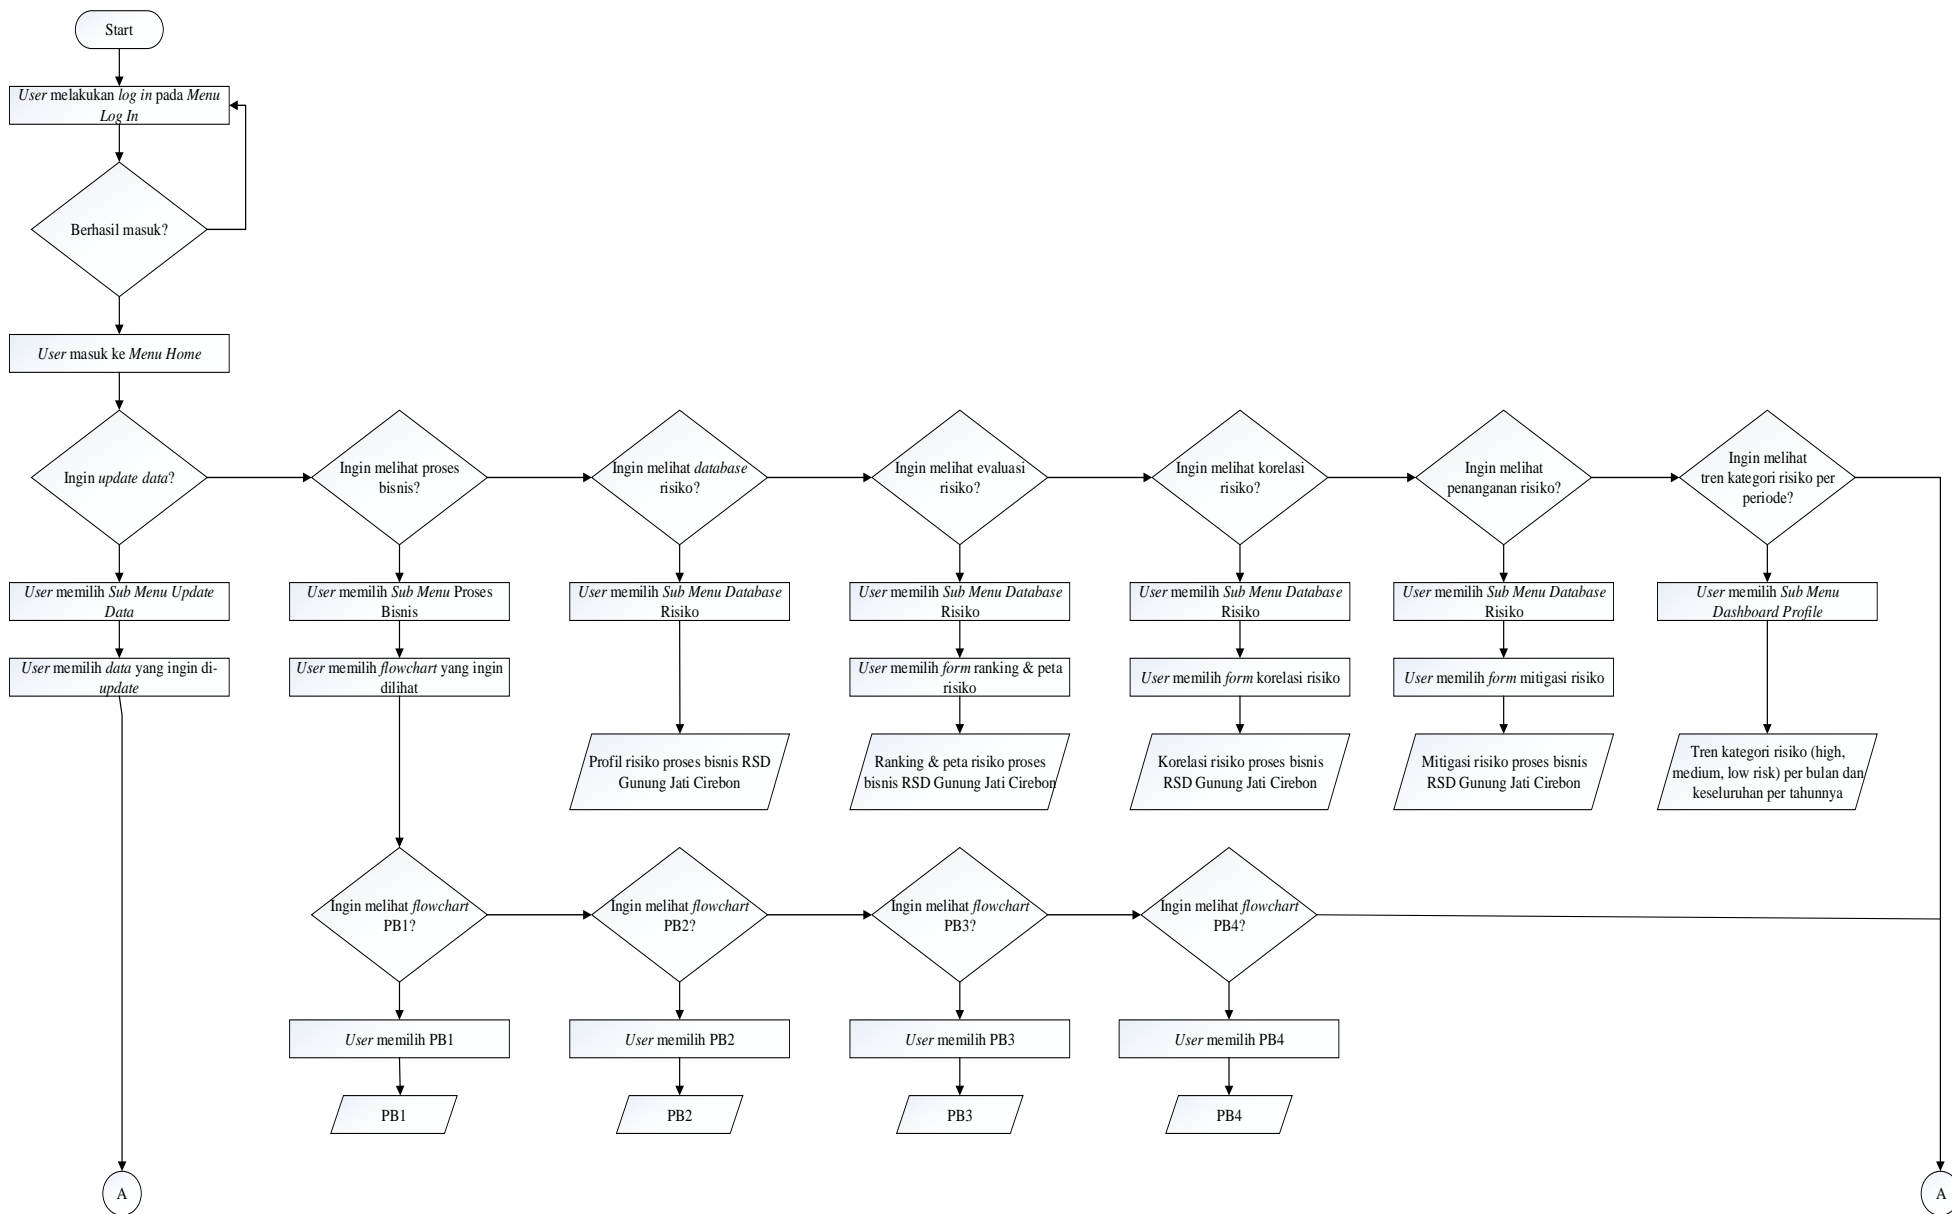 Start
User melakukan log in pada Menu
Log In
Berhasil masuk?
User masuk ke Menu Home
Ingin update data?
Ingin melihat proses
bisnis?
Ingin melihat database
risiko?
Ingin melihat evaluasi
risiko?
Ingin melihat korelasi
risiko?
Ingin melihat
penanganan risiko?
Ingin melihat
tren kategori risiko per
periode?
User memilih Sub Menu Update
Data
User memilih Sub Menu Proses
Bisnis
User memilih Sub Menu Database
Risiko
User memilih Sub Menu Database
Risiko
User memilih Sub Menu Database
Risiko
User memilih Sub Menu Database
Risiko
User memilih Sub Menu
Dashboard Profile
User memilih data yang ingin di-
update
User memilih flowchart yang ingin
dilihat
User memilih form ranking & peta
risiko
User memilih form korelasi risiko
User memilih form mitigasi risiko
Profil risiko proses bisnis RSD
Gunung Jati Cirebon
Ranking & peta risiko proses
bisnis RSD Gunung Jati Cirebon
Korelasi risiko proses bisnis
RSD Gunung Jati Cirebon
Mitigasi risiko proses bisnis
RSD Gunung Jati Cirebon
Tren kategori risiko (high,
medium, low risk) per bulan dan
keseluruhan per tahunnya
Ingin melihat flowchart
PB1?
Ingin melihat flowchart
PB2?
Ingin melihat flowchart
PB3?
Ingin melihat flowchart
PB4?
User memilih PB1
User memilih PB2
User memilih PB3
User memilih PB4
PB1
PB2
PB3
PB4
A
A